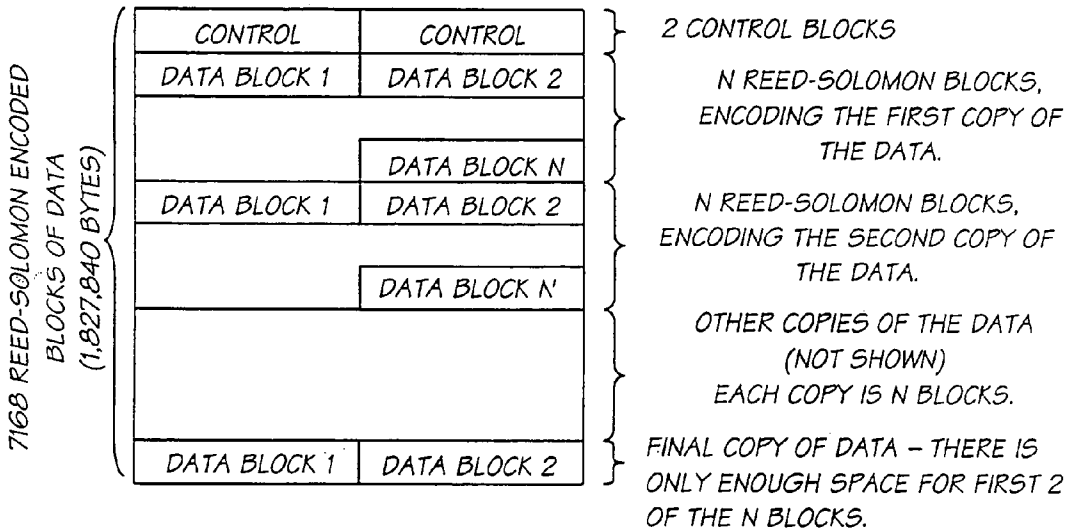 7168 REED-SOLOMON ENCODED
BLOCKS OF DATA
(1,827,840 BYTES)
CONTROL CONTROL
2 CONTROL BLOCKS
DATA BLOCK 1 DATA BLOCK 2
N REED-SOLOMON BLOCKS,
ENCODING THE FIRST COPY OF
THE DATA.
DATA BLOCK N
DATA BLOCK 1 DATA BLOCK 2
N REED-SOLOMON BLOCKS,
ENCODING THE SECOND COPY OF
THE DATA.
DATA BLOCK N'
OTHER COPIES OF THE DATA
(NOT SHOWN)
EACH COPY IS N BLOCKS.
DATA BLOCK 1 DATA BLOCK 2
FINAL COPY OF DATA – THERE IS
ONLY ENOUGH SPACE FOR FIRST 2
OF THE N BLOCKS.